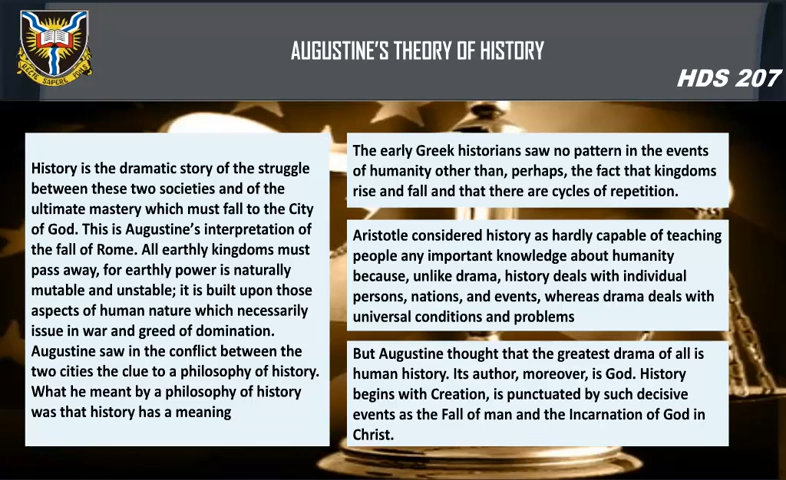 AUGUSTINE'S THEORY OF HISTORY
HDS 207
RECTE SAPERE FONS
History is the dramatic story of the struggle
between these two societies and of the
ultimate mastery which must fall to the City
of God. This is Augustine's interpretation of
the fall of Rome. All earthly kingdoms must
pass away, for earthly power is naturally
mutable and unstable; it is built upon those
aspects of human nature which necessarily
issue in war and greed of domination.
Augustine saw in the conflict between the
two cities the clue to a philosophy of history.
What he meant by a philosophy of history
was that history has a meaning
The early Greek historians saw no pattern in the events
of humanity other than, perhaps, the fact that kingdoms
rise and fall and that there are cycles of repetition.
Aristotle considered history as hardly capable of teaching
people any important knowledge about humanity
because, unlike drama, history deals with individual
persons, nations, and events, whereas drama deals with
universal conditions and problems
But Augustine thought that the greatest drama of all is
human history. Its author, moreover, is God. History
begins with Creation, is punctuated by such decisive
events as the Fall of man and the Incarnation of God in
Christ.